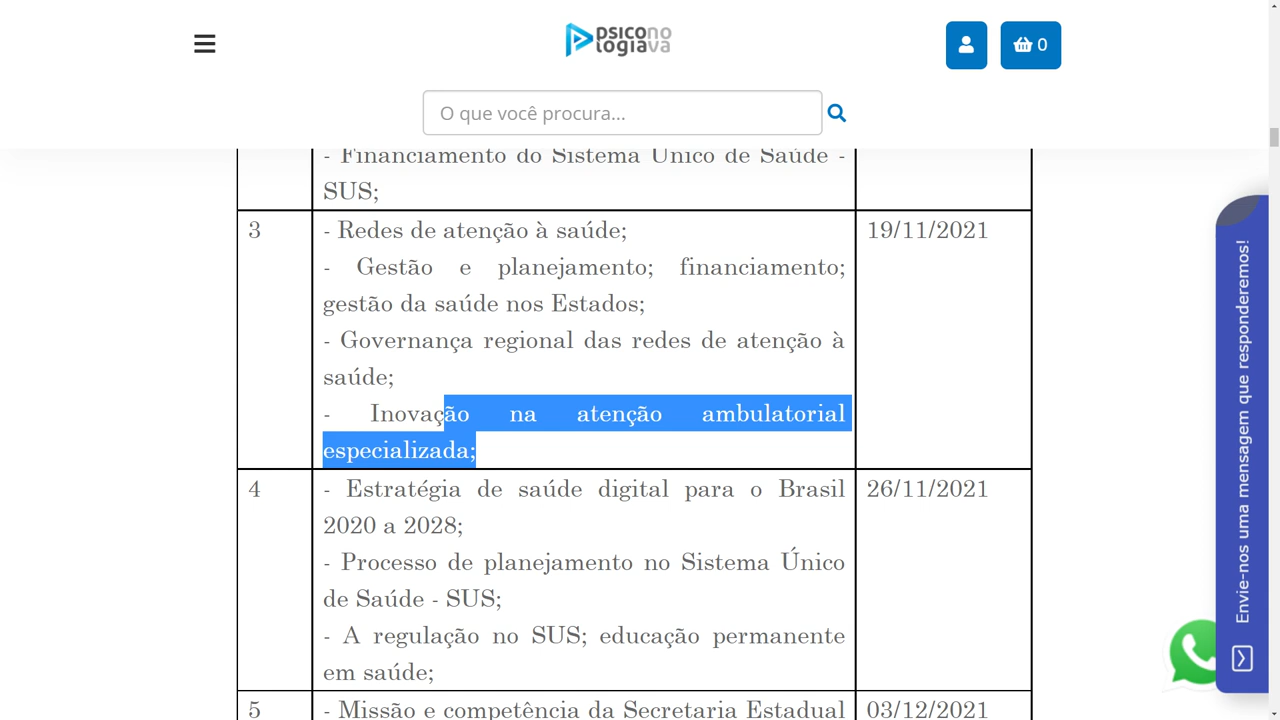 psicono
logiava
0
O que você procura...
- Financiamento do Sistema Único de Saúde -
SUS;
3
- Redes de atenção à saúde;
19/11/2021
- Gestão e planejamento; financiamento;
gestão da saúde nos Estados;
- Governança regional das redes de atenção à
saúde;
- Inovação na atenção ambulatorial
especializada;
4
- Estratégia de saúde digital para o Brasil
26/11/2021
2020 a 2028;
- Processo de planejamento no Sistema Único
de Saúde - SUS;
- A regulação no SUS; educação permanente
em saúde;
5
- Missão e competência da Secretaria Estadual
03/12/2021
Envie-nos uma mensagem que responderemos!